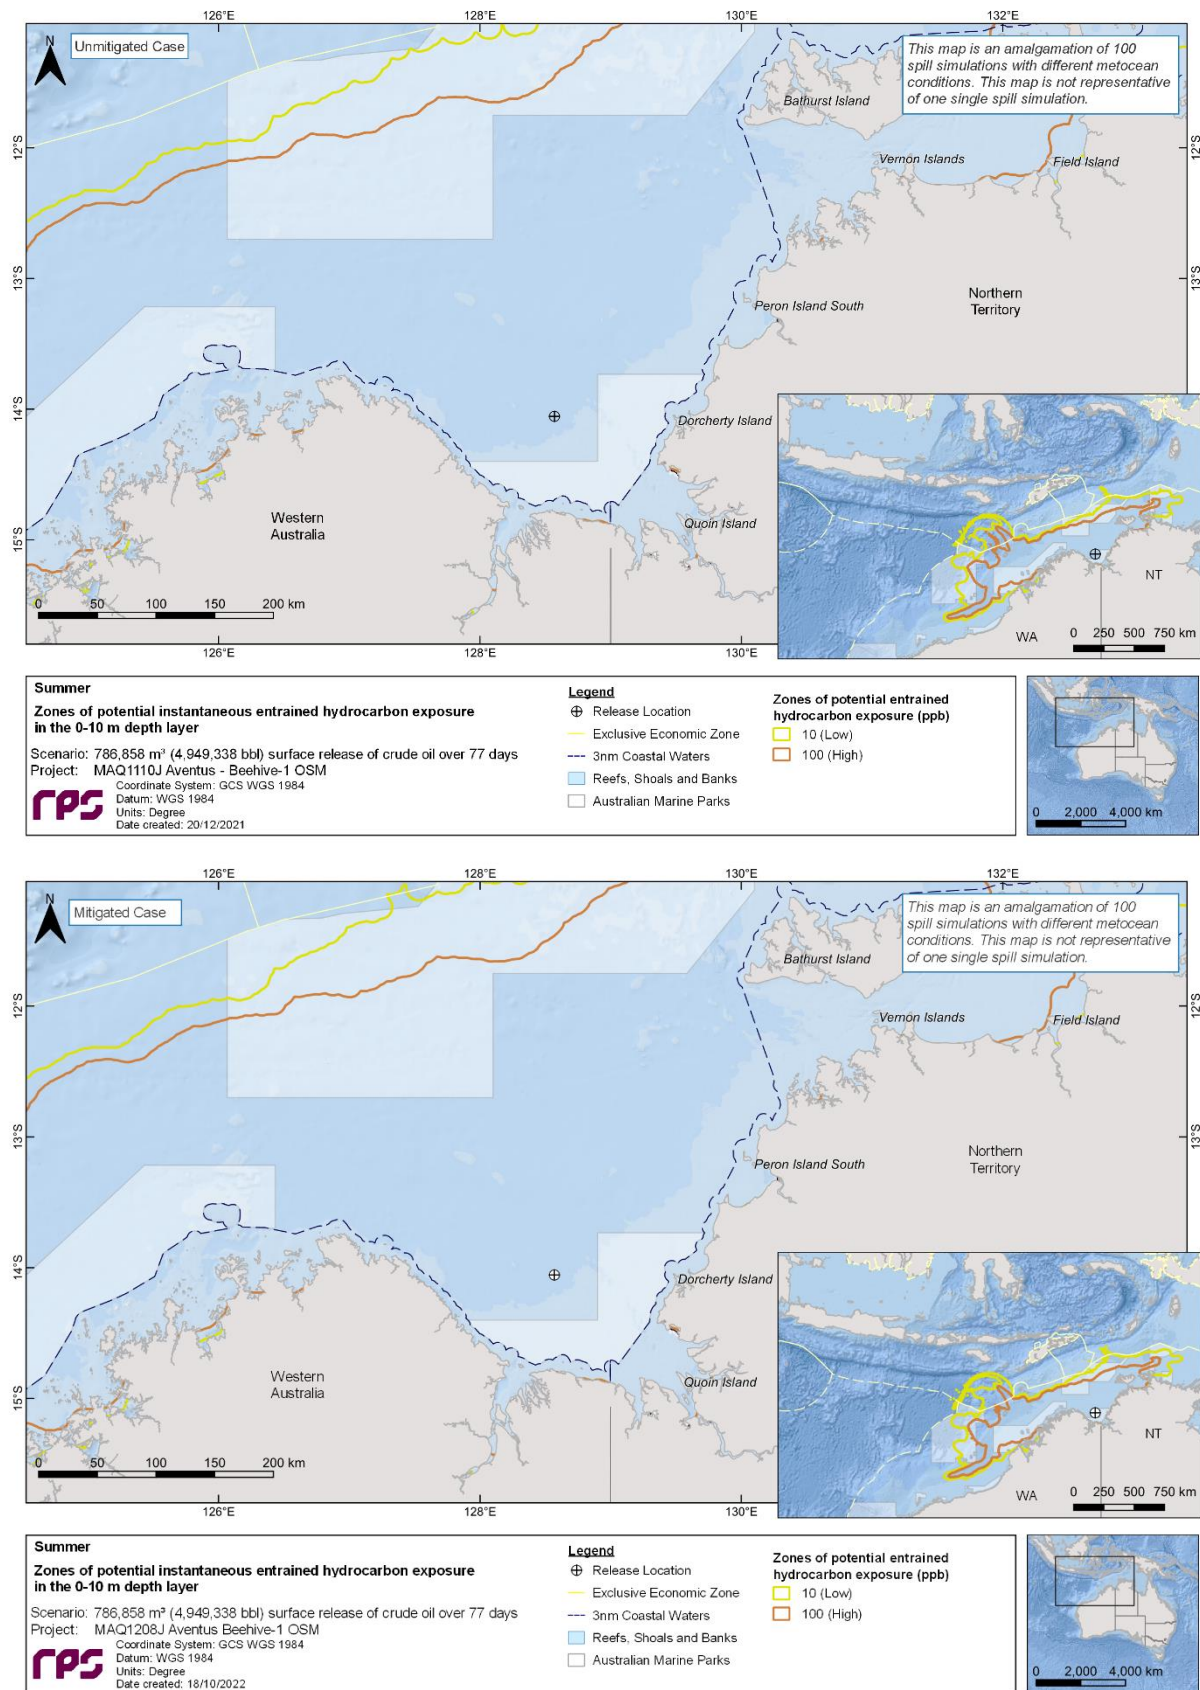 126°E
128°E
130°E
132°E
N
Unmitigated Case
This map is an amalgamation of 100
spill simulations with different metocean
conditions. This map is not representative
of one single spill simulation.
Bathurst Island
12°S
Vernon Islands
Field Island
12°S
13°S
Northern
Territory
Peron Island South
13°S
14°S
Dorcherty Island
Western
Australia
Quoin Island
15°S
NT
WA
0 50 100 150 200 km
0 250 500 750 km
126°E
128°E
130°E
Summer
Zones of potential instantaneous entrained hydrocarbon exposure
in the 0-10 m depth layer
Scenario: 786,858 m³ (4,949,338 bbl) surface release of crude oil over 77 days
Project: MAQ1110J Aventus - Beehive-1 OSM
rps
Coordinate System: GCS WGS 1984
Datum: WGS 1984
Units: Degree
Date created: 20/12/2021
Legend
Release Location
Exclusive Economic Zone
3nm Coastal Waters
Reefs, Shoals and Banks
Australian Marine Parks
Zones of potential entrained
hydrocarbon exposure (ppb)
10 (Low)
100 (High)
0 2,000 4,000 km
126°E
128°E
130°E
132°E
N
Mitigated Case
This map is an amalgamation of 100
spill simulations with different metocean
conditions. This map is not representative
of one single spill simulation.
Bathurst Island
12°S
Vernon Islands
Field Island
12°S
13°S
Northern
Territory
Peron Island South
13°S
14°S
Dorcherty Island
Western
Australia
Quoin Island
15°S
NT
WA
0 50 100 150 200 km
0 250 500 750 km
126°E
128°E
130°E
Summer
Zones of potential instantaneous entrained hydrocarbon exposure
in the 0-10 m depth layer
Scenario: 786,858 m³ (4,949,338 bbl) surface release of crude oil over 77 days
Project: MAQ1208J Aventus Beehive-1 OSM
rps
Coordinate System: GCS WGS 1984
Datum: WGS 1984
Units: Degree
Date created: 18/10/2022
Legend
Release Location
Exclusive Economic Zone
3nm Coastal Waters
Reefs, Shoals and Banks
Australian Marine Parks
Zones of potential entrained
hydrocarbon exposure (ppb)
10 (Low)
100 (High)
0 2,000 4,000 km